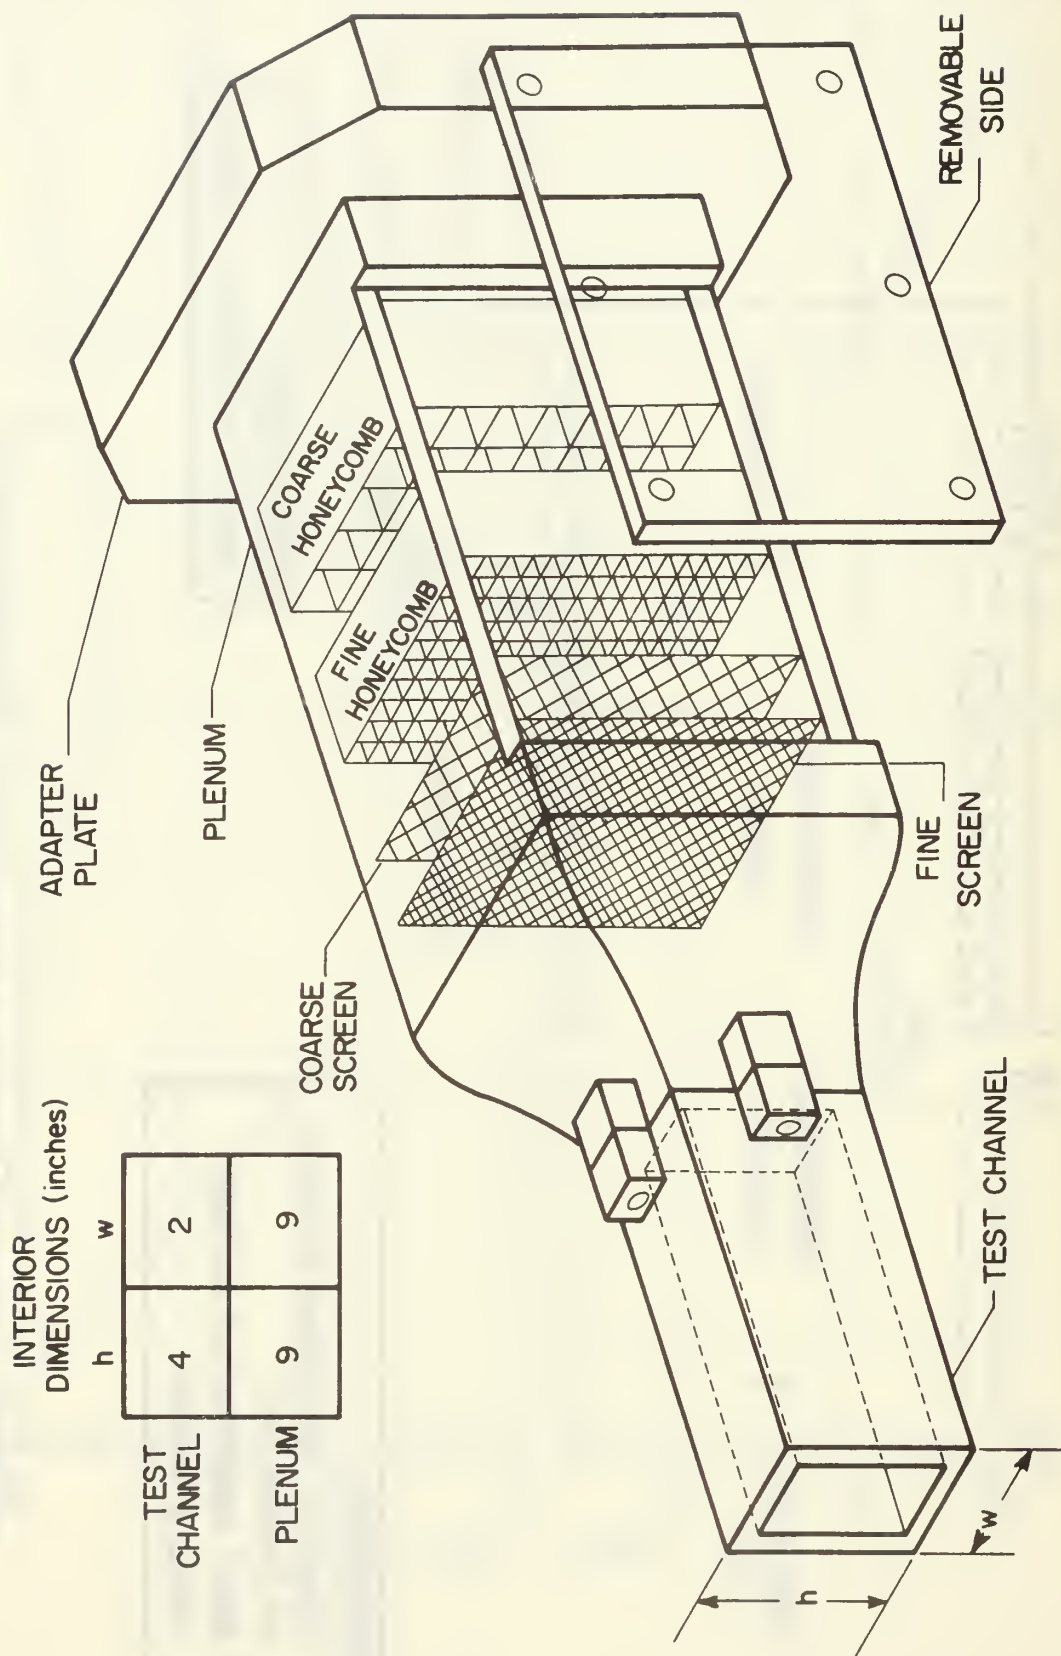 INTERIOR
DIMENSIONS (inches)
h w
TEST
CHANNEL 4 2
PLENUM 9 9
ADAPTER
PLATE
PLENUM
COARSE
SCREEN
COARSE
HONEYCOMB
FINE
HONEYCOMB
REMOVABLE
SIDE
FINE
SCREEN
TEST CHANNEL
h
w